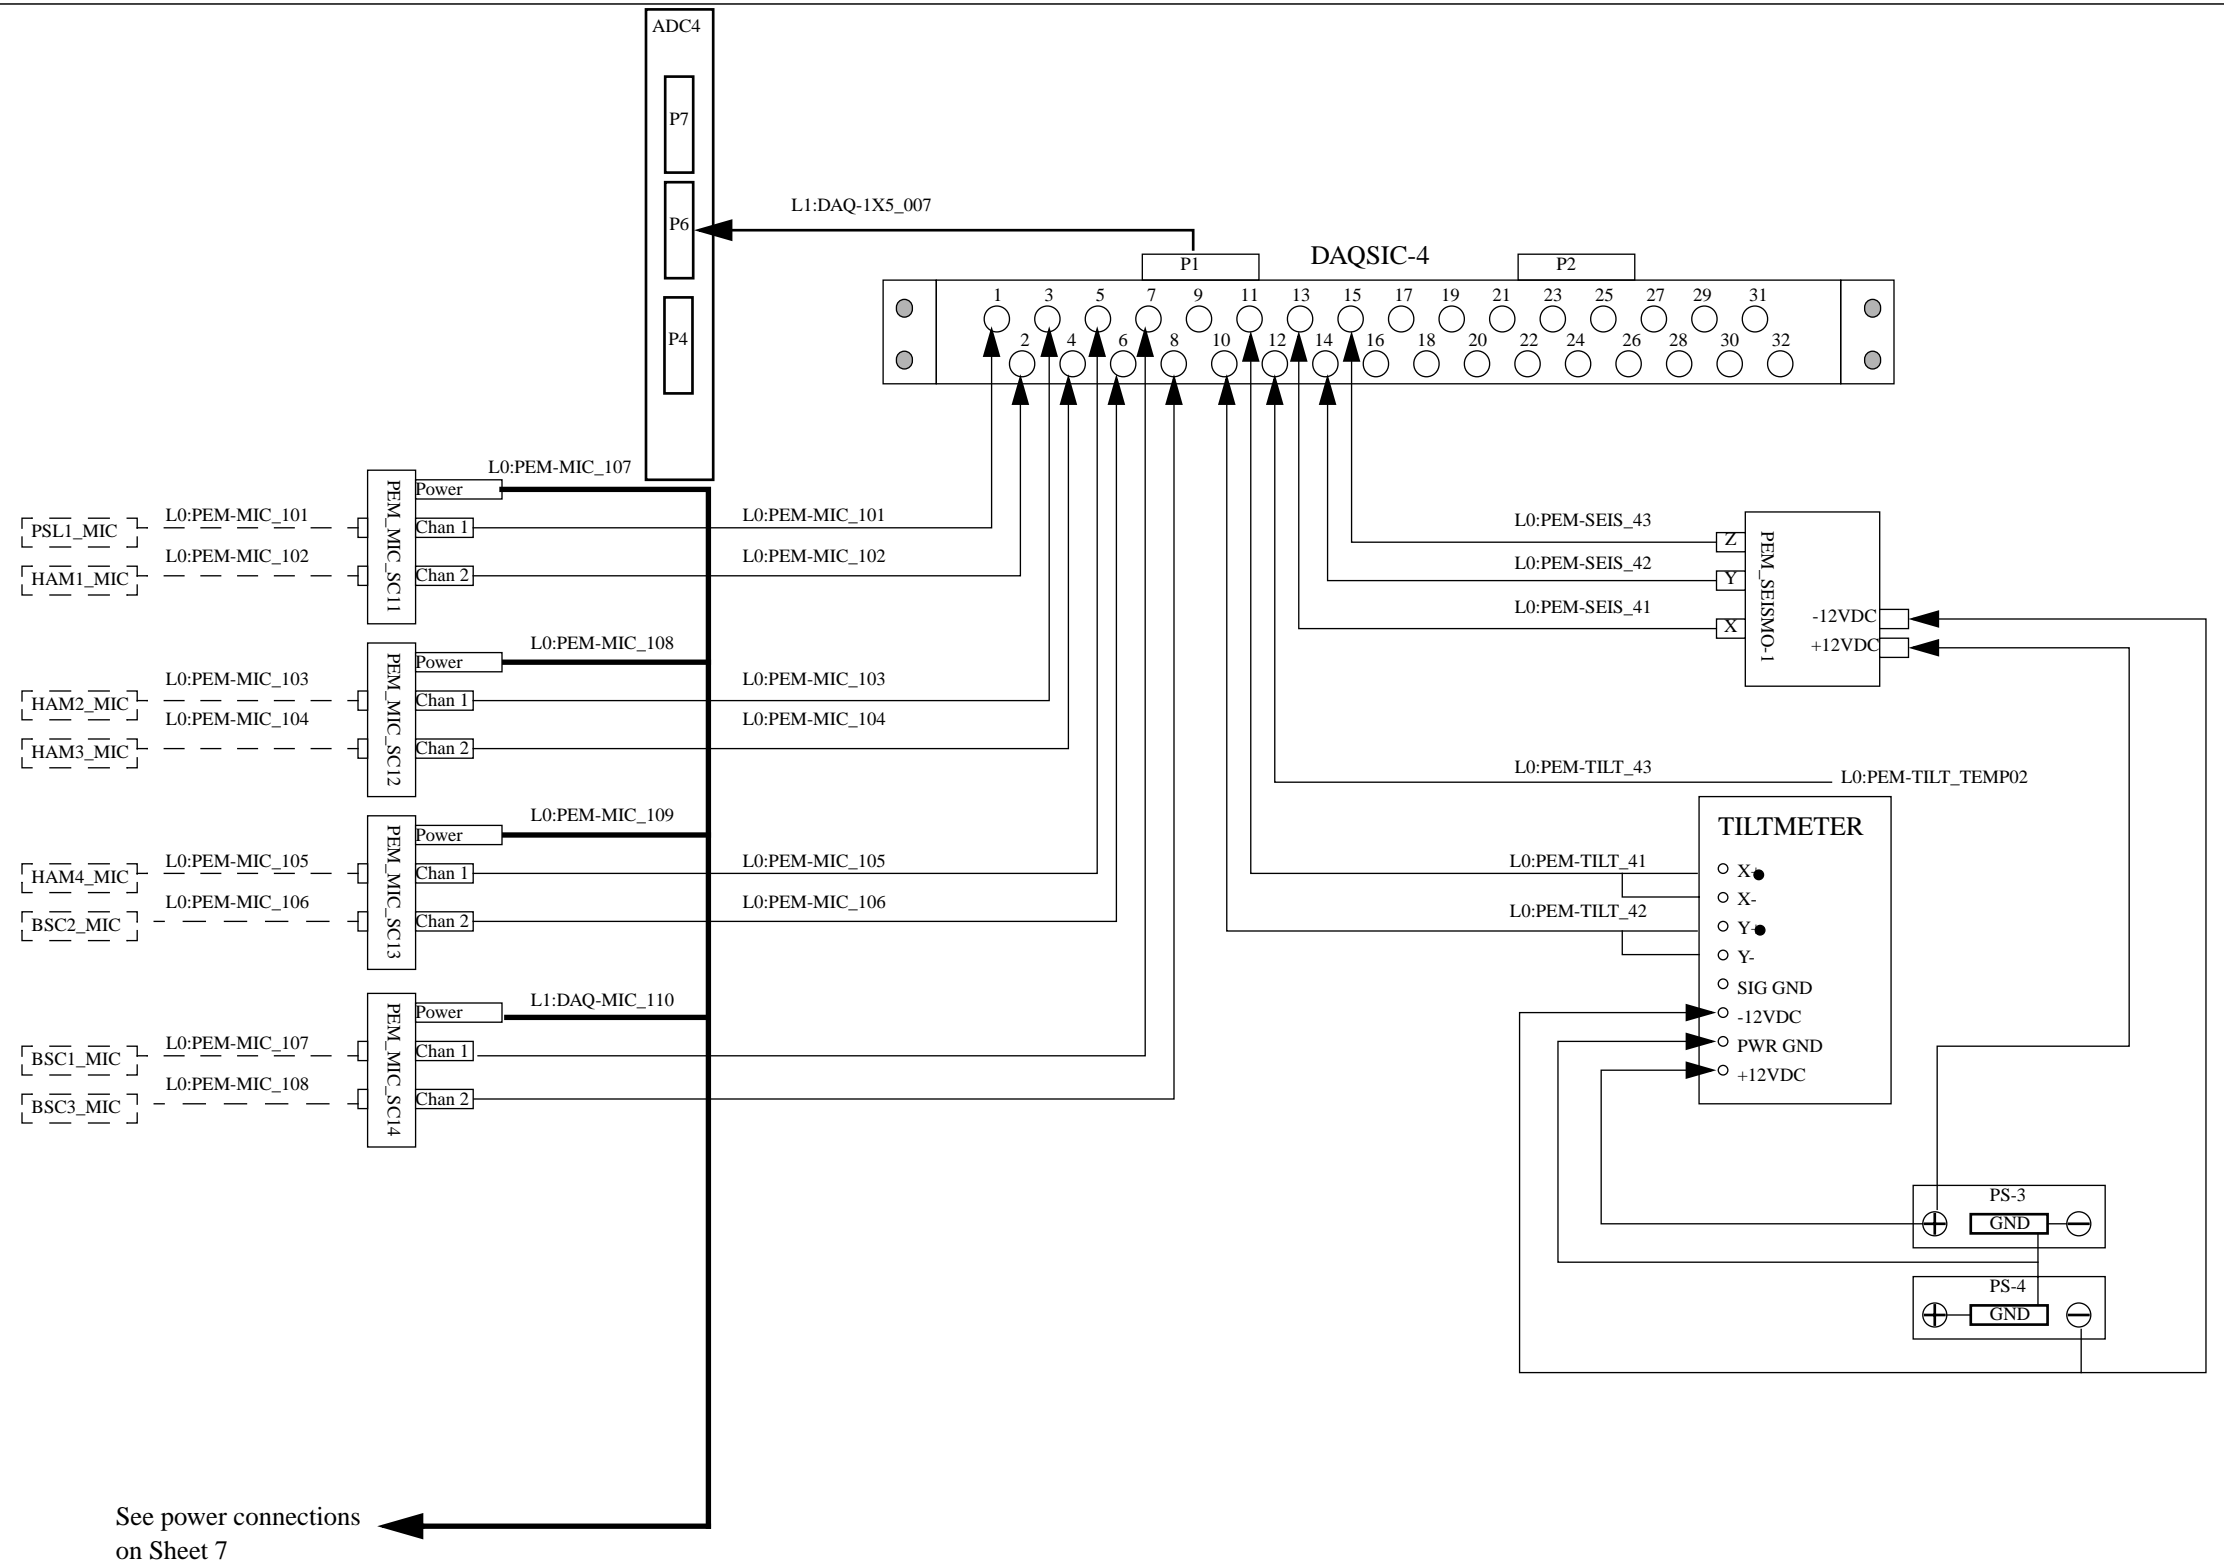 ADC4
P7
P6
P4
L1:DAQ-1X5_007
P1
DAQSIC-4
P2
1 3 5 7 9 11 13 15 17 19 21 23 25 27 29 31
2 4 6 8 10 12 14 16 18 20 22 24 26 28 30 32
L0:PEM-MIC_107
PEM_MIC_SC11
Power
PSL1_MIC
L0:PEM-MIC_101
Chan 1
L0:PEM-MIC_101
HAM1_MIC
L0:PEM-MIC_102
Chan 2
L0:PEM-MIC_102
L0:PEM-MIC_108
PEM_MIC_SC12
Power
HAM2_MIC
L0:PEM-MIC_103
Chan 1
L0:PEM-MIC_103
HAM3_MIC
L0:PEM-MIC_104
Chan 2
L0:PEM-MIC_104
L0:PEM-MIC_109
PEM_MIC_SC13
Power
HAM4_MIC
L0:PEM-MIC_105
Chan 1
L0:PEM-MIC_105
BSC2_MIC
L0:PEM-MIC_106
Chan 2
L0:PEM-MIC_106
L1:DAQ-MIC_110
PEM_MIC_SC14
Power
BSC1_MIC
L0:PEM-MIC_107
Chan 1
BSC3_MIC
L0:PEM-MIC_108
Chan 2
L0:PEM-SEIS_43
Z
L0:PEM-SEIS_42
Y
L0:PEM-SEIS_41
X
PEM_SEISMO-1
-12VDC
+12VDC
L0:PEM-TILT_43
L0:PEM-TILT_TEMP02
TILTMETER
L0:PEM-TILT_41
X+
X-
L0:PEM-TILT_42
Y+
Y-
SIG GND
-12VDC
PWR GND
+12VDC
PS-3
GND
PS-4
GND
See power connections
on Sheet 7